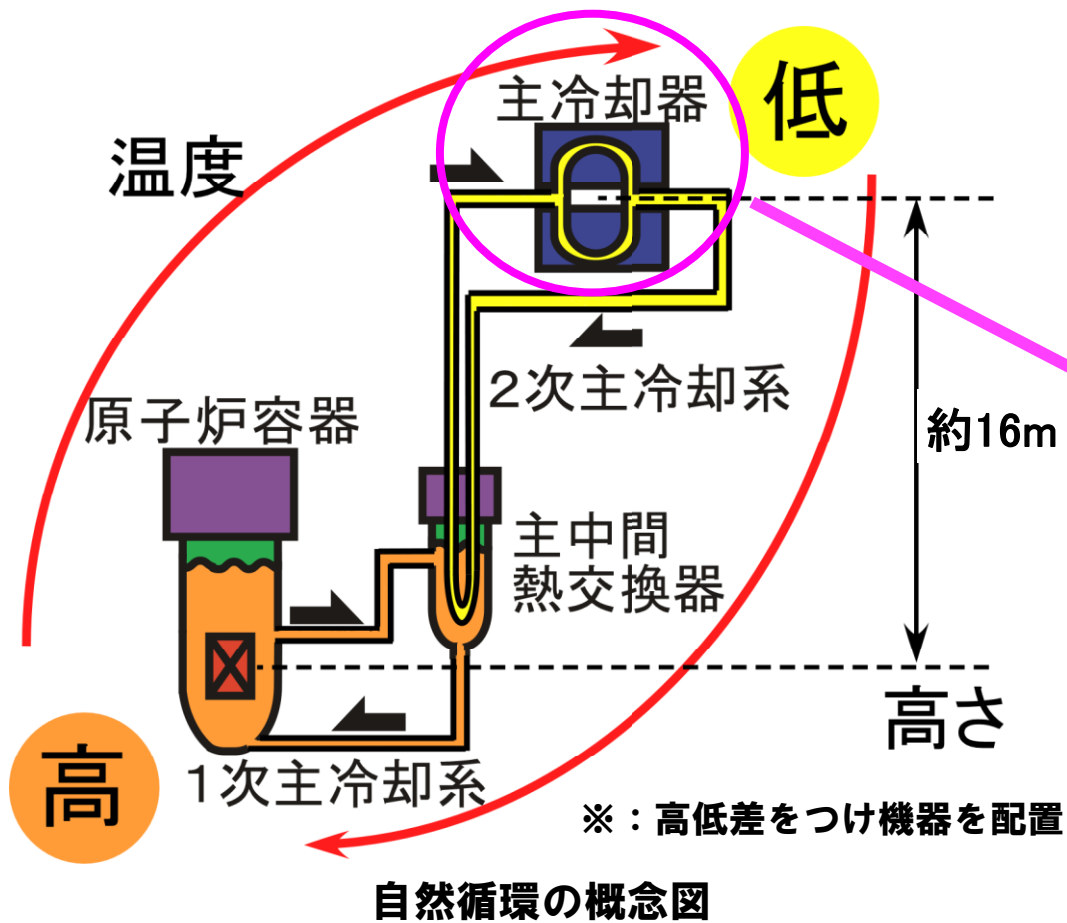 主冷却器
低
温度
2次主冷却系
約16m
原子炉容器
主中間
熱交換器
高さ
高
1次主冷却系
※：高低差をつけ機器を配置
自然循環の概念図